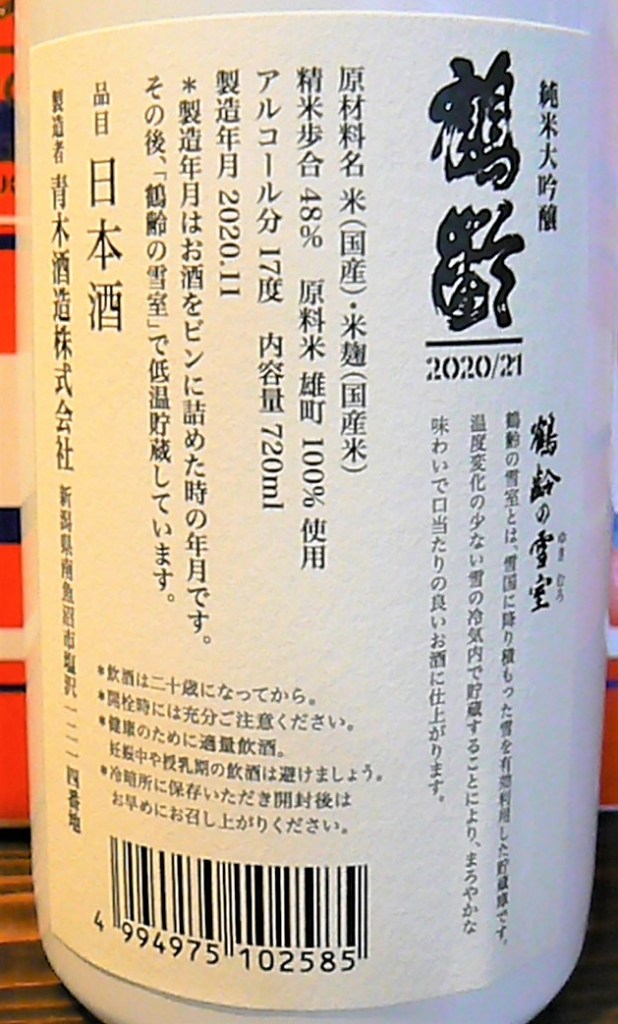 純米大吟醸
鶴齢
2020/21
鶴齢の雪室
ゆき むろ
鶴齢の雪室とは、雪国に降り積もった雪を有効利用した貯蔵庫です。
温度変化の少ない雪の冷気内で貯蔵することにより、まろやかな
味わいで口当たりの良いお酒に仕上がります。
原材料名 米(国産)・米麹(国産米)
精米歩合 48% 原料米 雄町 100% 使用
アルコール分 17度 内容量 720ml
製造年月 2020.11
*製造年月はお酒をビンに詰めた時の年月です。
その後、「鶴齢の雪室」で低温貯蔵しています。
品目 日本酒
製造者 青木酒造株式会社 新潟県南魚沼市塩沢一二一四番地
*飲酒は二十歳になってから。
*開栓時には充分ご注意ください。
*健康のために適量飲酒。
妊娠中や授乳期の飲酒は避けましょう。
*冷暗所に保存いただき開封後は
お早めにお召し上がりください。
4 994975 102585